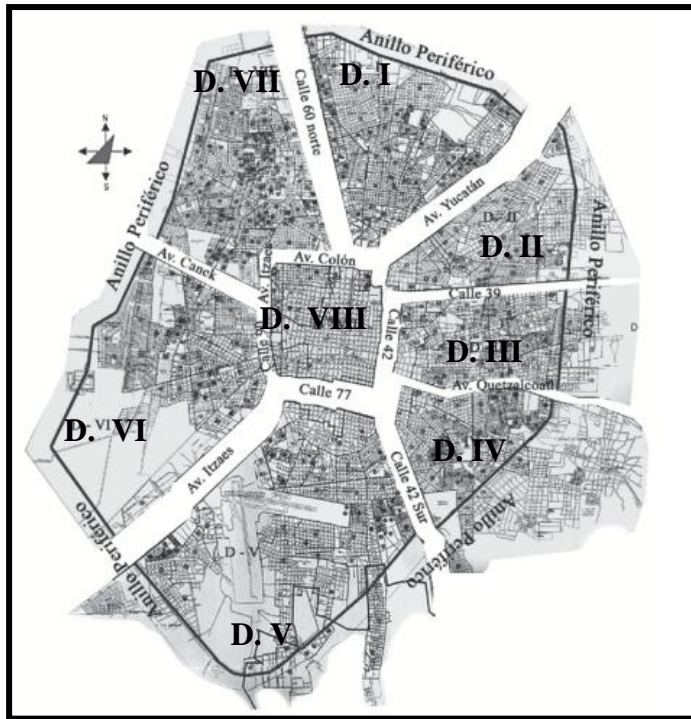 Anillo Periférico
D. VII
D. I
Calle 60 norte
N
S
Av. Yucatán
D - II
D. II
Anillo Periférico
Anillo Periférico
Av. Canek
Av. Itzaes
Av. Colón
Calle 39
D. VIII
Calle 42
D
D. III
Av. Quetzalcoatl
Calle 77
- VI
D. VI
D. IV
Av. Itzaes
Calle 42 Sur
Anillo Periférico
Anillo Periférico
D - V
D. V